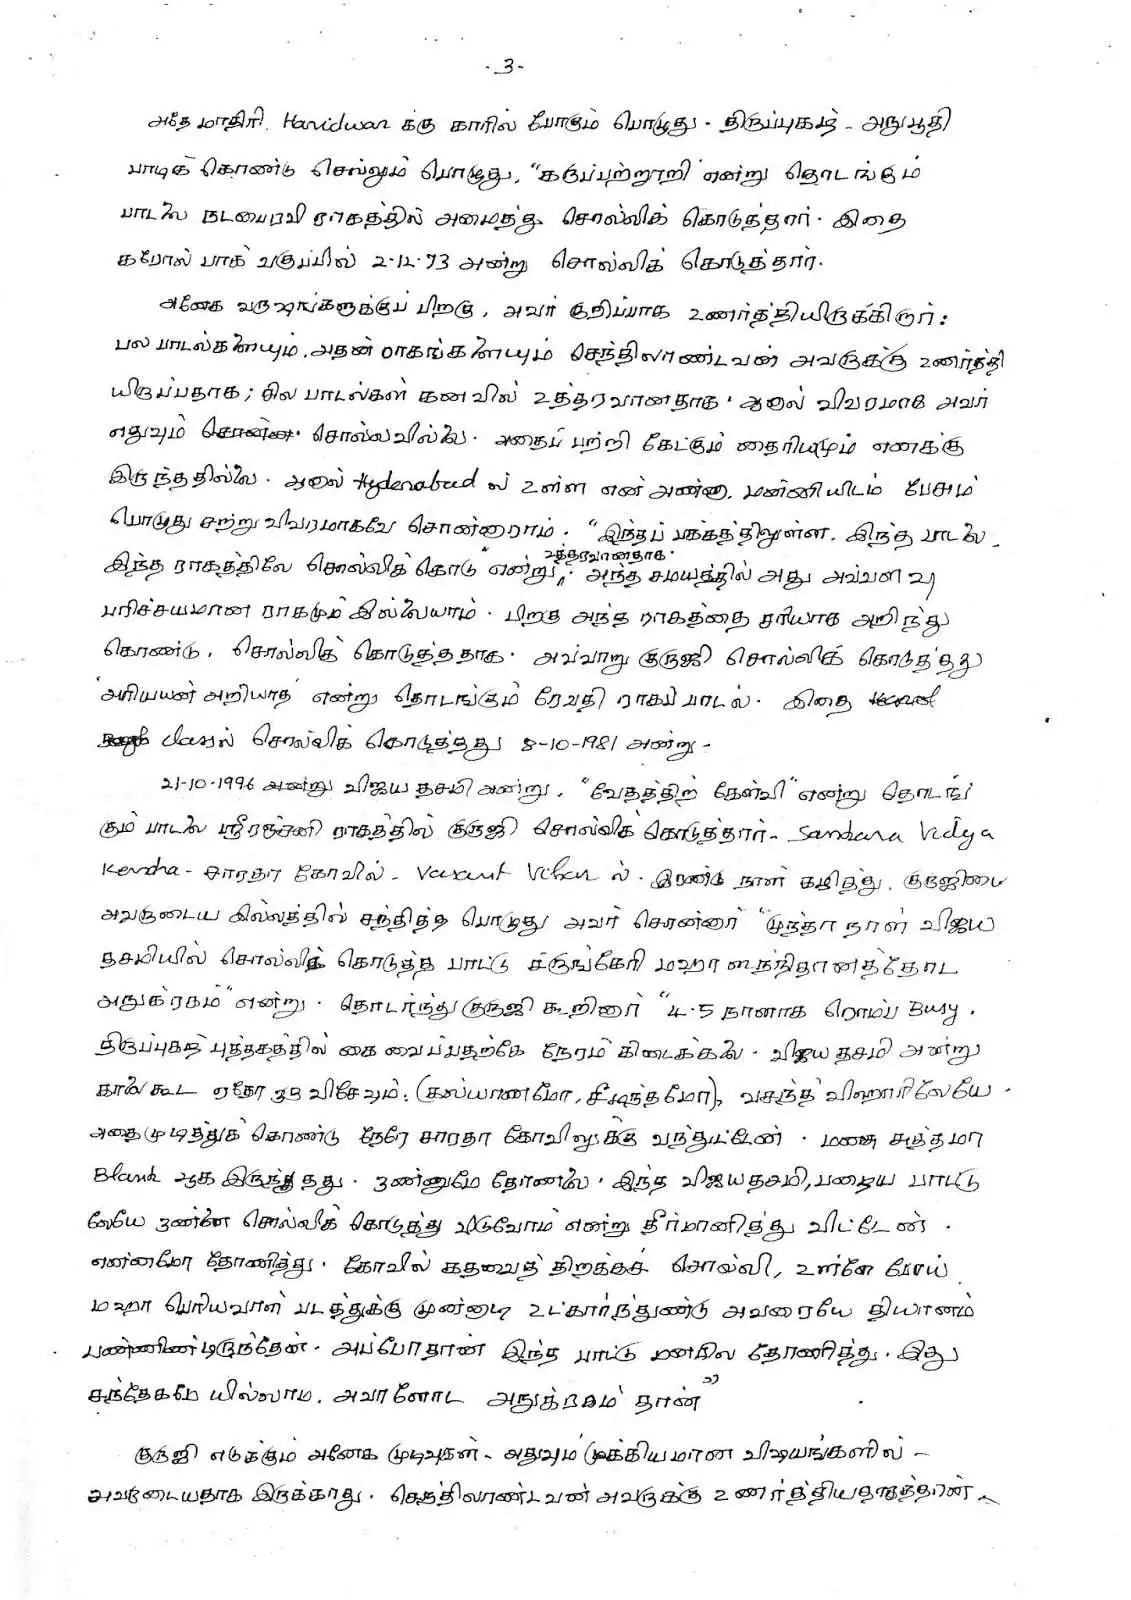 -3-
அதே மாதிரி. Haridwar க்கு காரில் போகும் பொழுது. திருப்புகழ் - அநுபூதி
பாடிக் கொண்டு செல்லும் பொழுது, "கருப்பற்றூறி" என்று தொடங்கும்
பாடலை நடபைரவி ராகத்தில் அமைத்து சொல்லிக் கொடுத்தார். இதை
கபோல் பாக் வகுப்பில் 2-12-73 அன்று சொல்லிக் கொடுத்தார்.
அனேக வருஷங்களுக்குப் பிறகு, அவர் குறிப்பாக உணர்த்தியிருக்கிறார்:
பல பாடல்களையும், அதன் ராகங்களையும் செந்திலாண்டவன் அவருக்கு உணர்த்தி
யிருப்பதாக; சில பாடல்கள் கனவில் உத்தரவானதாக. ஆனால் விவரமாக அவர்
எதுவும் சொல்லவில்லை. அதைப் பற்றி கேட்கும் தைரியமும் எனக்கு
இருந்ததில்லை. ஆனால் Hyderabad ல் உள்ள என் அண்ணா, மன்னியிடம் பேசும்
பொழுது சற்று விவரமாகவே சொன்னாராம். "இந்தப் பக்கத்திலுள்ள, இந்த பாடலை
இந்த ராகத்திலே சொல்லிக் கொடு" என்று உத்தரவானதாக. அந்த சமயத்தில் அது அவ்வளவு
பரிச்சயமான ராகமும் இல்லையாம். பிறகு அந்த ராகத்தை சரியாக அறிந்து
கொண்டு, சொல்லிக் கொடுத்ததாக. அவ்வாறு குருஜி சொல்லிக் கொடுத்தது
'அரியயன் அறியாத' என்று தொடங்கும் ரேவதி ராகப் பாடல். இதை
Classல் சொல்லிக் கொடுத்தது 8-10-1981 அன்று.
21-10-1996 அன்று விஜய தசமி அன்று, "வேதத்திற் கேள்வி" என்று தொடங்
கும் பாடலை ஸ்ரீரஞ்சனி ராகத்தில் குருஜி சொல்லிக் கொடுத்தார் - Sankara Vidya
Kendra - சாரதா கோவில் - Vasant Vihar ல். இரண்டு நாள் கழித்து, குருஜியை
அவருடைய இல்லத்தில் சந்தித்த பொழுது அவர் சொன்னார் "முந்தா நாள் விஜய
தசமியில் சொல்லிக் கொடுத்த பாட்டு ச்ருங்கேரி மஹா ஸந்நிதானத்தோட
அநுக்ரகம்" என்று. தொடர்ந்து குருஜி கூறினார் "4-5 நாளாக ரொம்ப Busy.
திருப்புகழ் புத்தகத்தில் கை வைப்பதற்கே நேரம் கிடைக்கலை. விஜய தசமி அன்று
காலை கூட ஏதோ ஒரு விசேஷம்; (கல்யாணமோ, சீமந்தமோ), வசந்த் விஹாரிலேயே.
அதை முடித்துக் கொண்டு நேரே சாரதா கோவிலுக்கு வந்துட்டேன். மனசு சுத்தமா
Blank ஆக இருந்தது. ஒண்ணுமே தோணலை. இந்த விஜயதசமி, பழைய பாட்டு
லேயே ஒண்ணை சொல்லிக் கொடுத்து விடுவோம் என்று தீர்மானித்து விட்டேன்.
என்னமோ தோணித்து. கோவில் கதவைத் திறக்கச் சொல்லி, உள்ளே போய்
மஹா பெரியவாள் படத்துக்கு முன்னாடி உட்கார்ந்துண்டு அவரையே தியானம்
பண்ணிண்டிருந்தேன். அப்போதான் இந்த பாட்டு மனசில தோணித்து. இது
சந்தேகமே யில்லாம, அவாளோட அநுக்ரகம் தான்"
குருஜி எடுக்கும் அனேக முடிவுகள் - அதுவும் முக்கியமான விஷயங்களில் -
அவருடையதாக இருக்காது. செந்திலாண்டவன் அவருக்கு உணர்த்தியதாகத்தான்